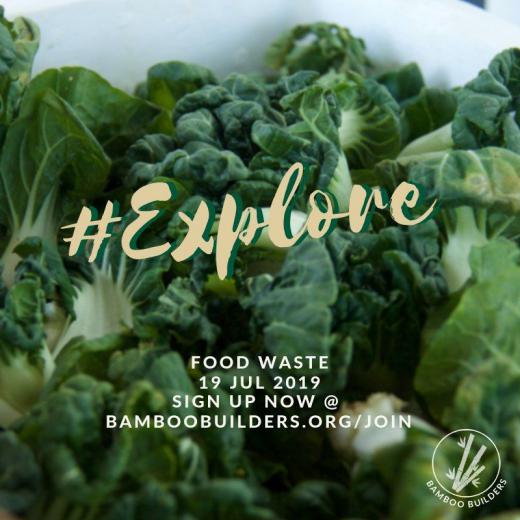 #Explore
FOOD WASTE
19 JUL 2019
SIGN UP NOW @
BAMBOOBUILDERS.ORG/JOIN
BAMBOO BUILDERS